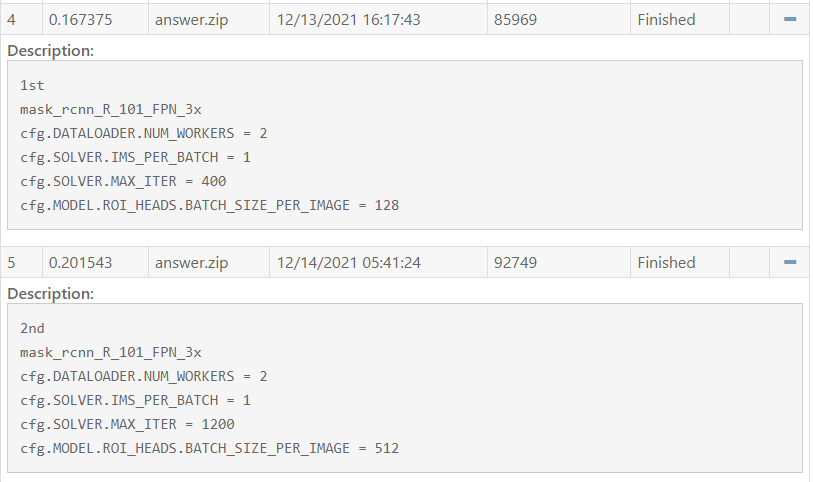 4 0.167375 answer.zip 12/13/2021 16:17:43 85969 Finished
Description:
1st
mask_rcnn_R_101_FPN_3x
cfg.DATALOADER.NUM_WORKERS = 2
cfg.SOLVER.IMS_PER_BATCH = 1
cfg.SOLVER.MAX_ITER = 400
cfg.MODEL.ROI_HEADS.BATCH_SIZE_PER_IMAGE = 128
5 0.201543 answer.zip 12/14/2021 05:41:24 92749 Finished
Description:
2nd
mask_rcnn_R_101_FPN_3x
cfg.DATALOADER.NUM_WORKERS = 2
cfg.SOLVER.IMS_PER_BATCH = 1
cfg.SOLVER.MAX_ITER = 1200
cfg.MODEL.ROI_HEADS.BATCH_SIZE_PER_IMAGE = 512